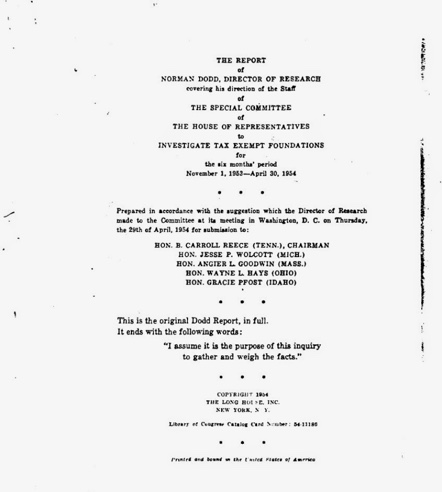 THE REPORT
of
NORMAN DODD, DIRECTOR OF RESEARCH
covering his direction of the Staff
of
THE SPECIAL COMMITTEE
of
THE HOUSE OF REPRESENTATIVES
to
INVESTIGATE TAX EXEMPT FOUNDATIONS
for
the six months' period
November 1, 1953—April 30, 1954
* * *
Prepared in accordance with the suggestion which the Director of Research
made to the Committee at its meeting in Washington, D. C. on Thursday,
the 29th of April, 1954 for submission to:
HON. B. CARROLL REECE (TENN.), CHAIRMAN
HON. JESSE P. WOLCOTT (MICH.)
HON. ANGIER L. GOODWIN (MASS.)
HON. WAYNE L. HAYS (OHIO)
HON. GRACIE PFOST (IDAHO)
* * *
This is the original Dodd Report, in full.
It ends with the following words:
"I assume it is the purpose of this inquiry
to gather and weigh the facts."
* * *
COPYRIGHT 1954
THE LONG HOUSE, INC.
NEW YORK, N. Y.
Library of Congress Catalog Card Number: 54-11180
* * *
Printed and bound in the United States of America